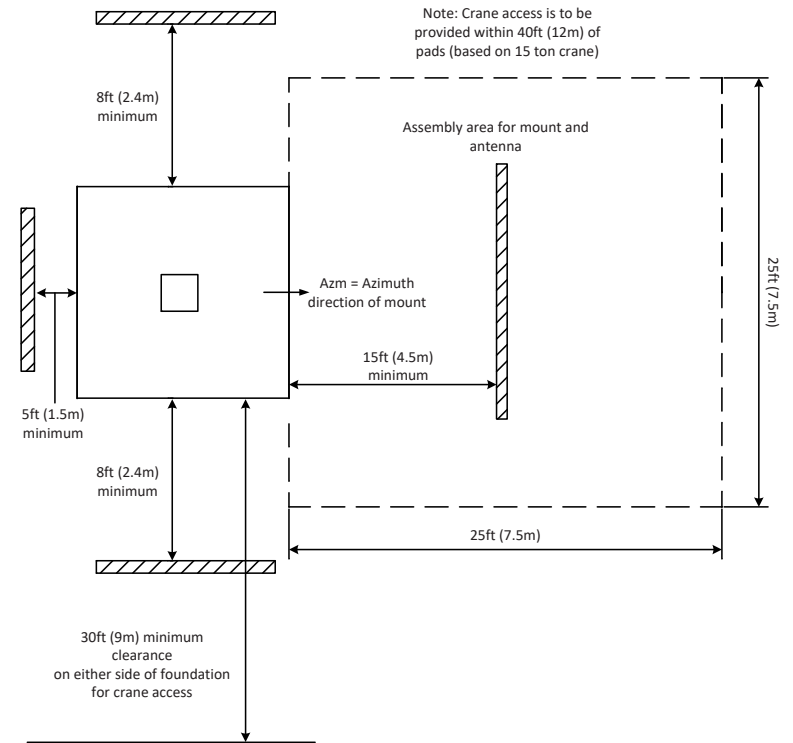 Note: Crane access is to be
provided within 40ft (12m) of
pads (based on 15 ton crane)
8ft (2.4m)
minimum
Assembly area for mount and
antenna
Azm = Azimuth
direction of mount
25ft (7.5m)
15ft (4.5m)
minimum
5ft (1.5m)
minimum
8ft (2.4m)
minimum
25ft (7.5m)
30ft (9m) minimum
clearance
on either side of foundation
for crane access